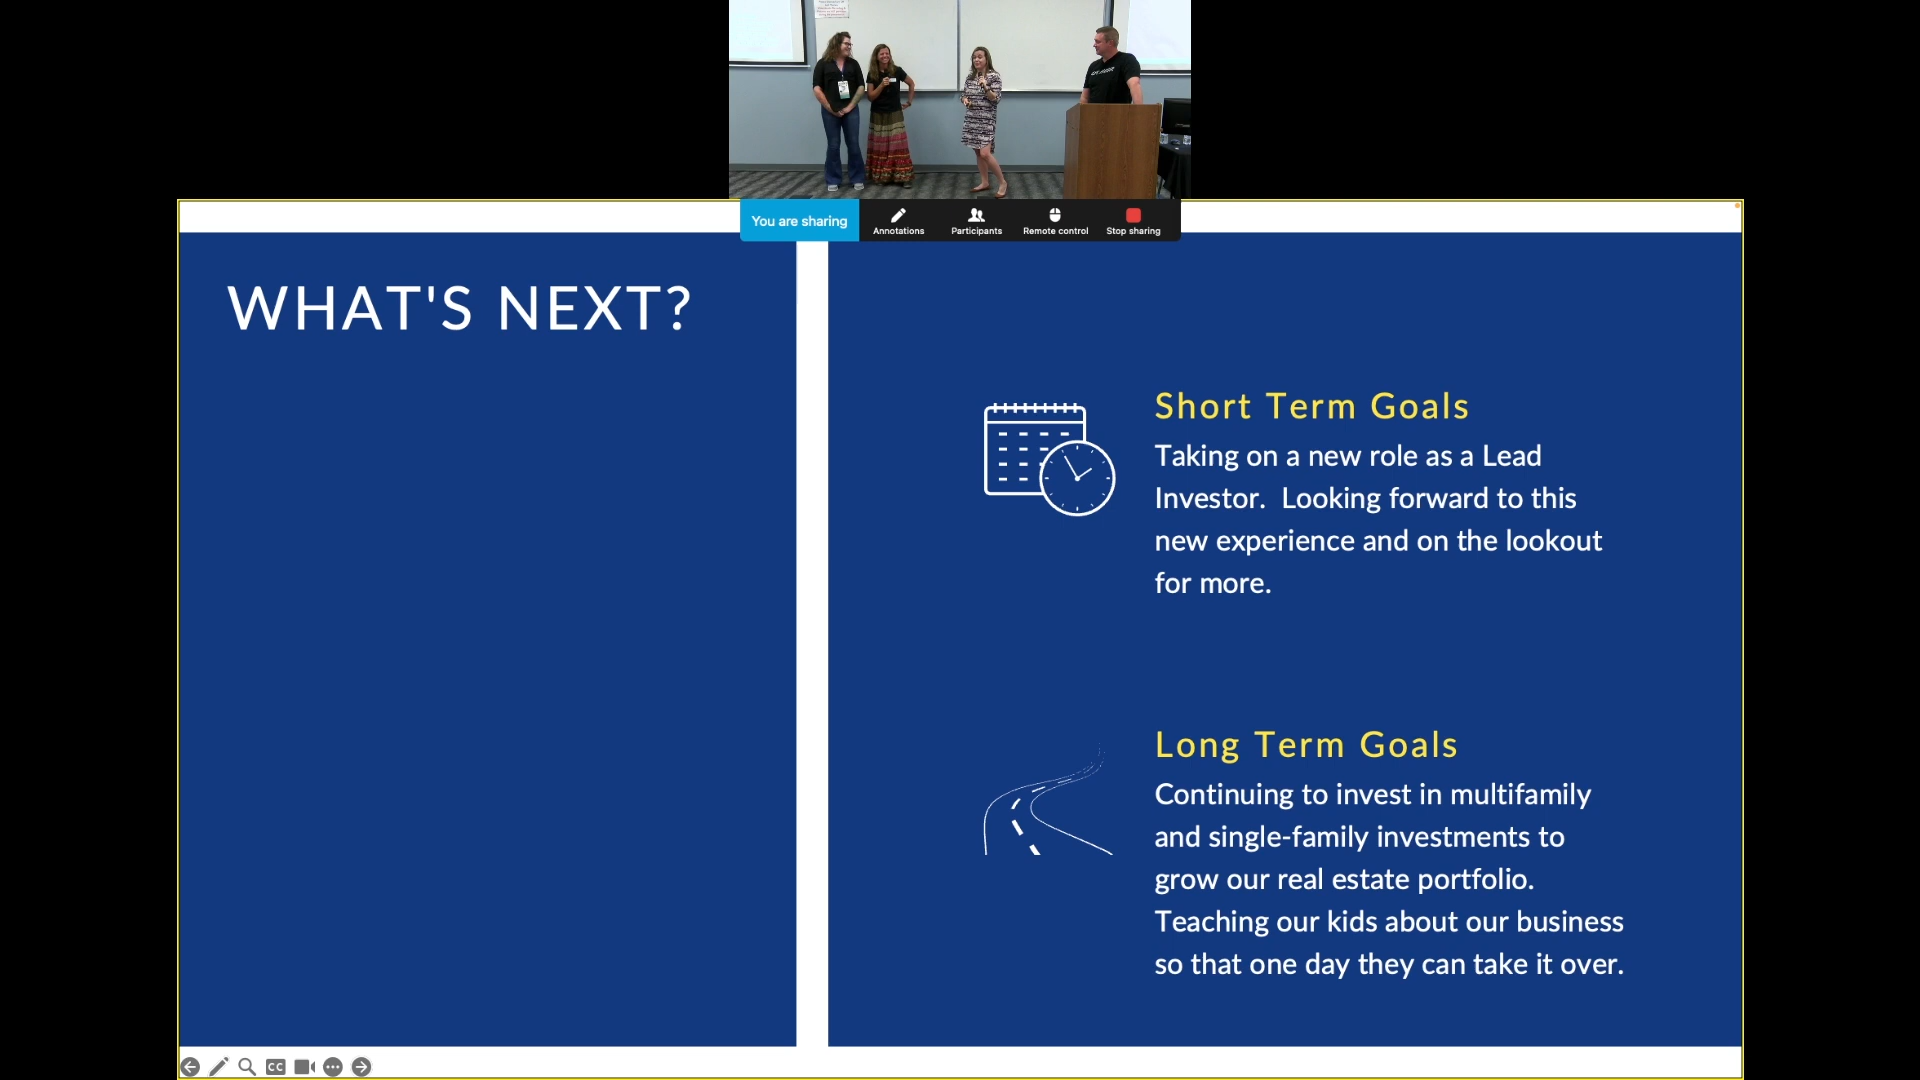 You are sharing
Annotations
Participants
Remote control
Stop sharing
WHAT'S NEXT?
Short Term Goals
Taking on a new role as a Lead
Investor.  Looking forward to this
new experience and on the lookout
for more.
Long Term Goals
Continuing to invest in multifamily
and single-family investments to
grow our real estate portfolio.
Teaching our kids about our business
so that one day they can take it over.
CC